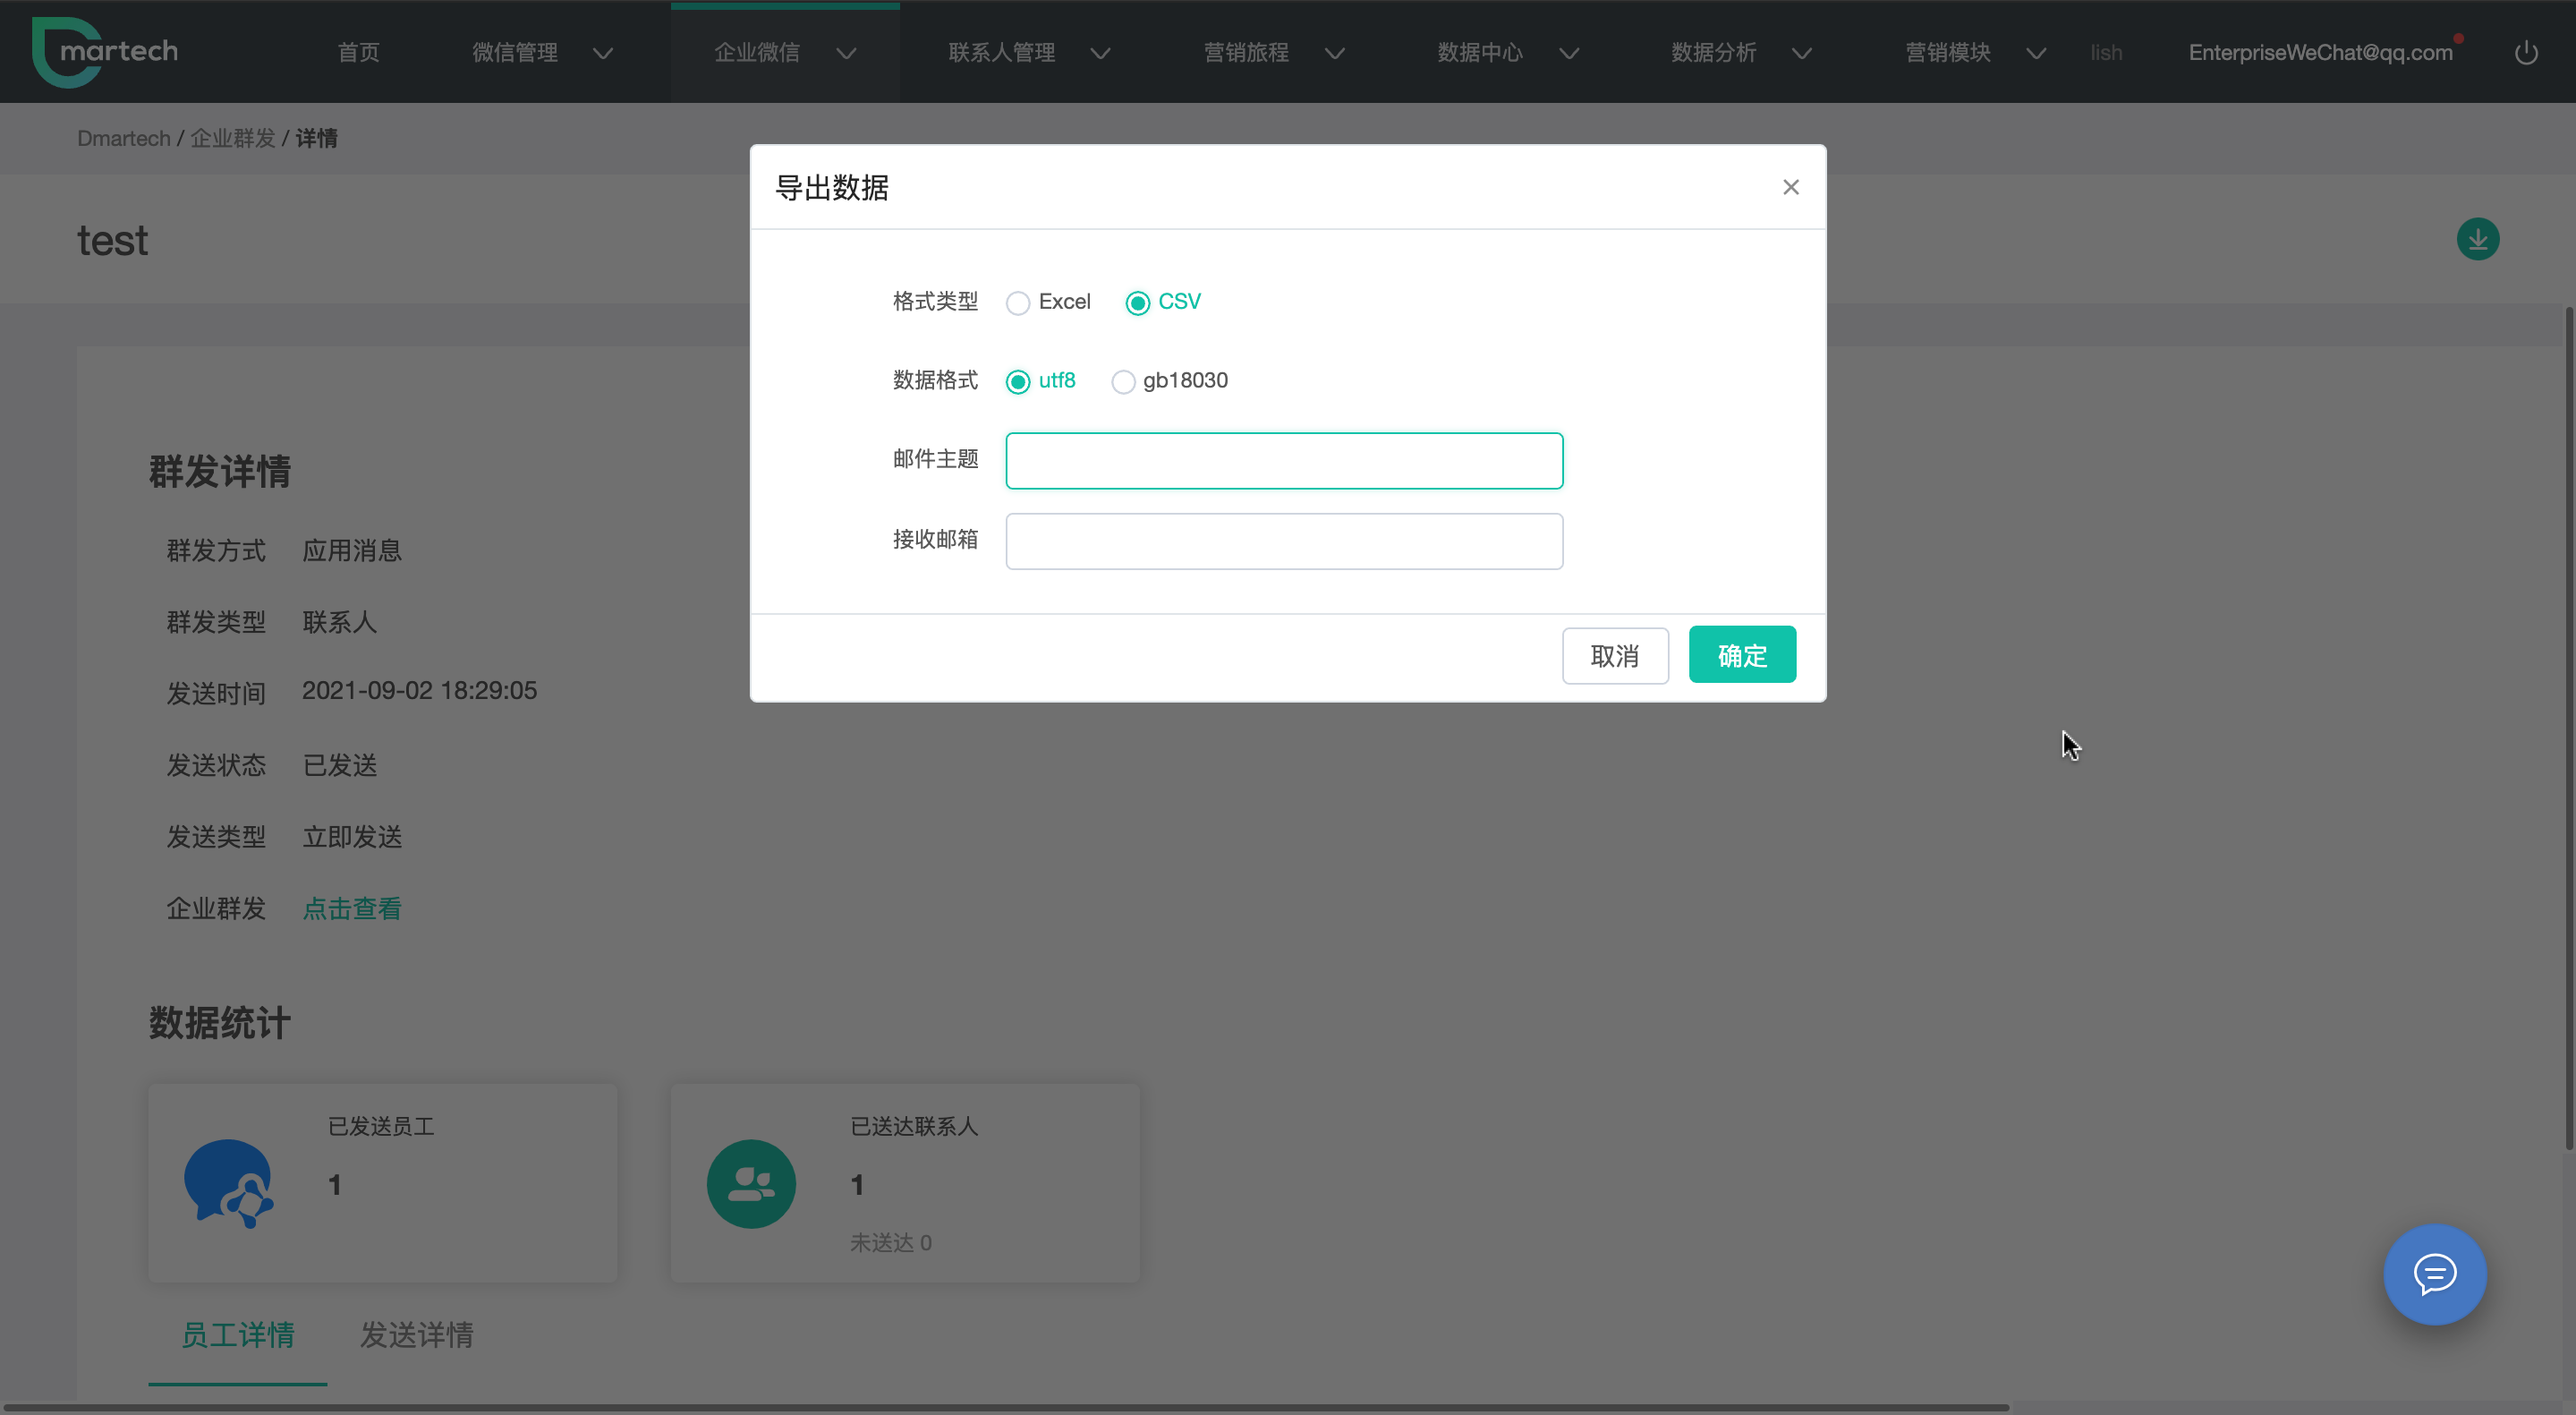 martech
首页
微信管理
企业微信
联系人管理
营销旅程
数据中心
数据分析
营销模块
lish
EnterpriseWeChat@qq.com
Dmartech / 企业群发 / 详情
test
导出数据
格式类型 Excel CSV
数据格式 utf8 gb18030
邮件主题
接收邮箱
取消 确定
群发详情
群发方式 应用消息
群发类型 联系人
发送时间 2021-09-02 18:29:05
发送状态 已发送
发送类型 立即发送
企业群发 点击查看
数据统计
已发送员工
1
已送达联系人
1
未送达 0
员工详情 发送详情